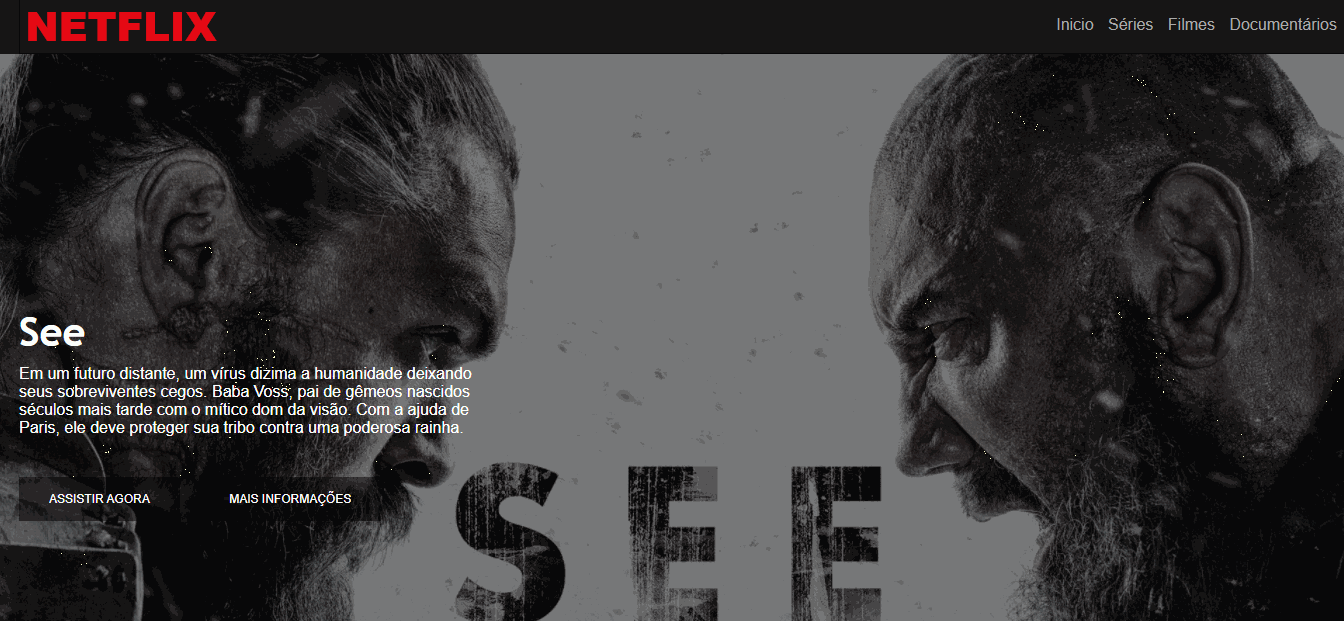 NETFLIX
Inicio Séries Filmes Documentários
See
Em um futuro distante, um vírus dizima a humanidade deixando
seus sobreviventes cegos. Baba Voss, pai de gêmeos nascidos
séculos mais tarde com o mítico dom da visão. Com a ajuda de
Paris, ele deve proteger sua tribo contra uma poderosa rainha.
ASSISTIR AGORA MAIS INFORMAÇÕES
SEE